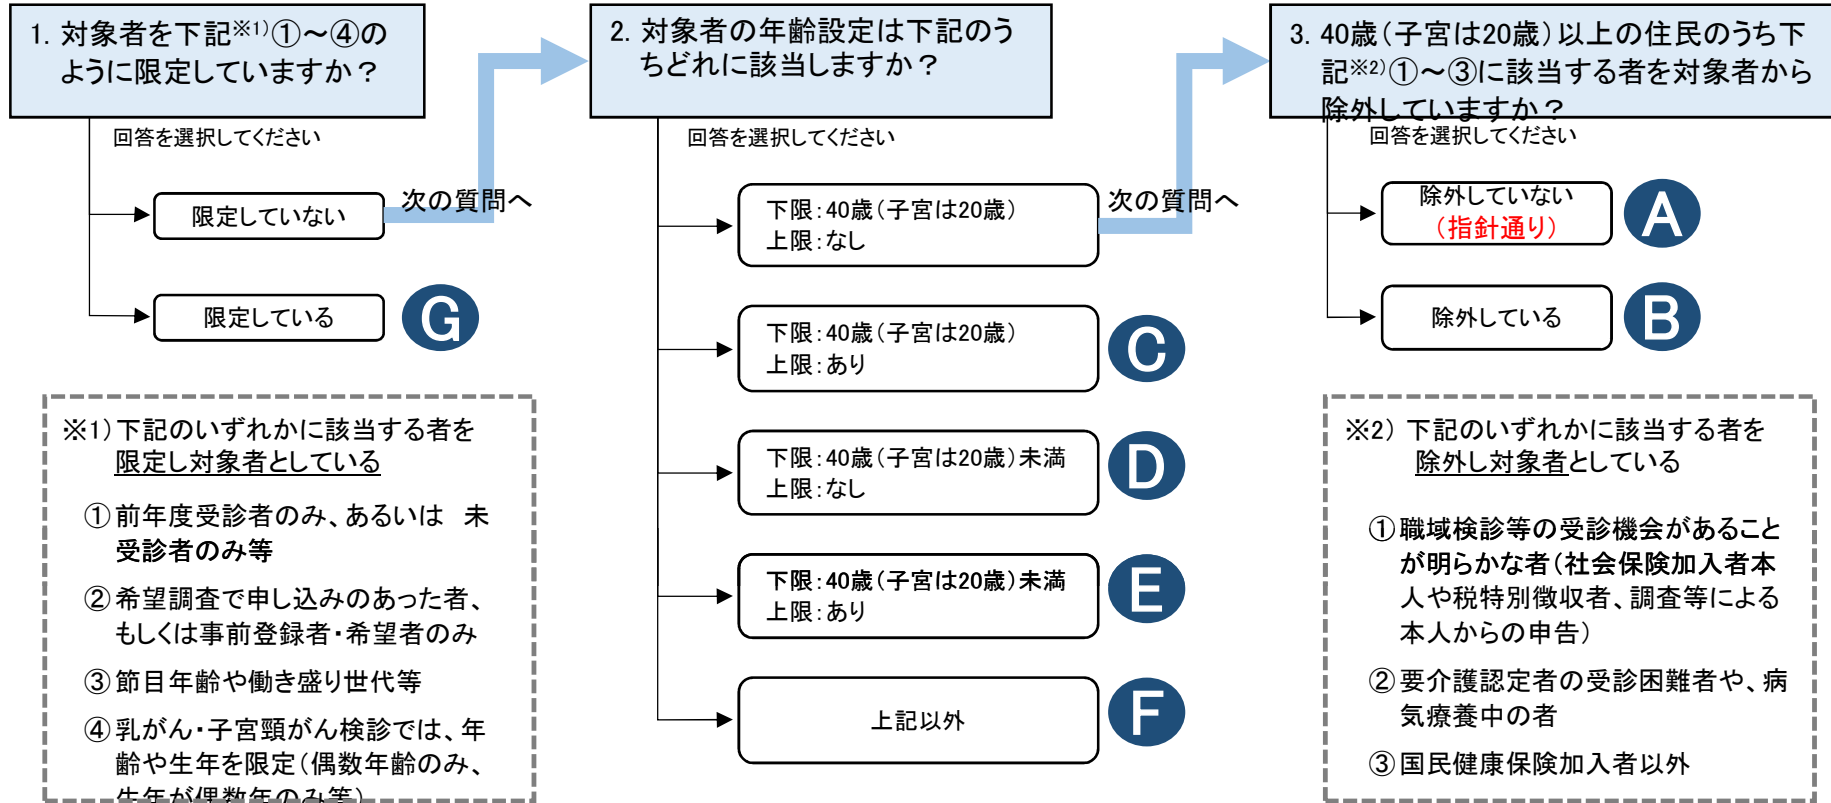 1. 対象者を下記※1)①～④の
ように限定していますか？
回答を選択してください
限定していない
次の質問へ
限定している
G
※1)下記のいずれかに該当する者を
限定し対象者としている
①前年度受診者のみ、あるいは 未
受診者のみ等
②希望調査で申し込みのあった者、
もしくは事前登録者・希望者のみ
③節目年齢や働き盛り世代等
④乳がん・子宮頸がん検診では、年
齢や生年を限定（偶数年齢のみ、
生年が偶数年のみ等）
2. 対象者の年齢設定は下記のう
ちどれに該当しますか？
回答を選択してください
下限：40歳（子宮は20歳）
上限：なし
次の質問へ
下限：40歳（子宮は20歳）
上限：あり
C
下限：40歳（子宮は20歳）未満
上限：なし
D
下限：40歳（子宮は20歳）未満
上限：あり
E
上記以外
F
3. 40歳（子宮は20歳）以上の住民のうち下
記※2)①～③に該当する者を対象者から
除外していますか？
回答を選択してください
除外していない
（指針通り）
A
除外している
B
※2) 下記のいずれかに該当する者を
除外し対象者としている
①職域検診等の受診機会があること
が明らかな者（社会保険加入者本
人や税特別徴収者、調査等による
本人からの申告）
②要介護認定者の受診困難者や、病
気療養中の者
③国民健康保険加入者以外